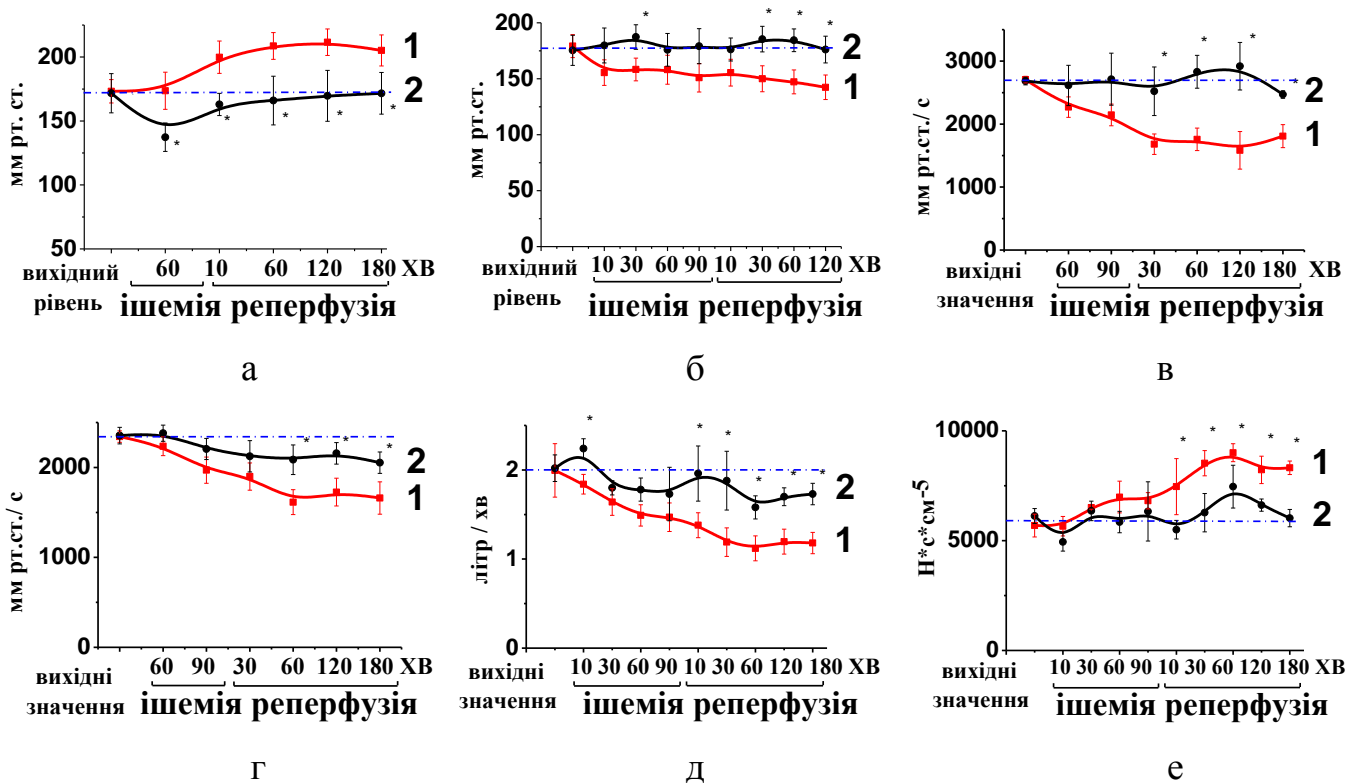 мм рт. ст.
200
150
100
50
1
2
*
*
*
*
*
60 10 60 120 180 ХВ
вихідний
рівень
ішемія реперфузія
а
мм рт.ст.
200
150
100
50
0
*
*
*
*
2
1
10 30 60 90 10 30 60 120 ХВ
вихідний
рівень
ішемія реперфузія
б
мм рт.ст./ с
3000
2000
1000
0
*
*
*
*
2
1
60 90 30 60 120 180 ХВ
вихідні
значення
ішемія реперфузія
в
мм рт.ст./ с
2000
1000
0
*
*
*
2
1
60 90 30 60 120 180 ХВ
вихідні
значення
ішемія реперфузія
г
літр / хв
2
1
0
*
*
*
*
*
*
2
1
10 30 60 90 10 30 60 120 180 ХВ
вихідні
значення
ішемія реперфузія
д
Н*с*см-5
10000
5000
0
*
*
*
*
*
1
2
10 30 60 90 10 30 60 120 180 ХВ
вихідні
значення
ішемія реперфузія
е